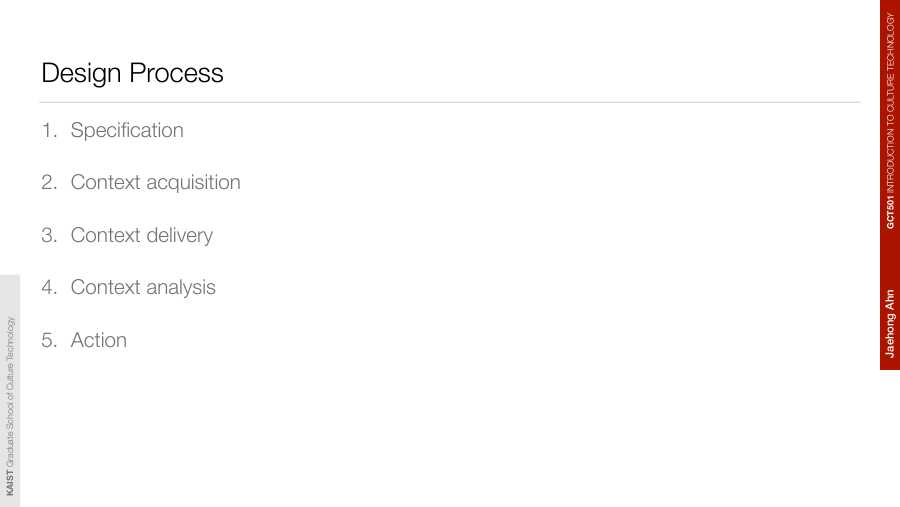 Design Process
1. Specification
2. Context acquisition
3. Context delivery
4. Context analysis
5. Action
GCT501 INTRODUCTION TO CULTURE TECHNOLOGY
Jaehong Ahn
KAIST Graduate School of Culture Technology